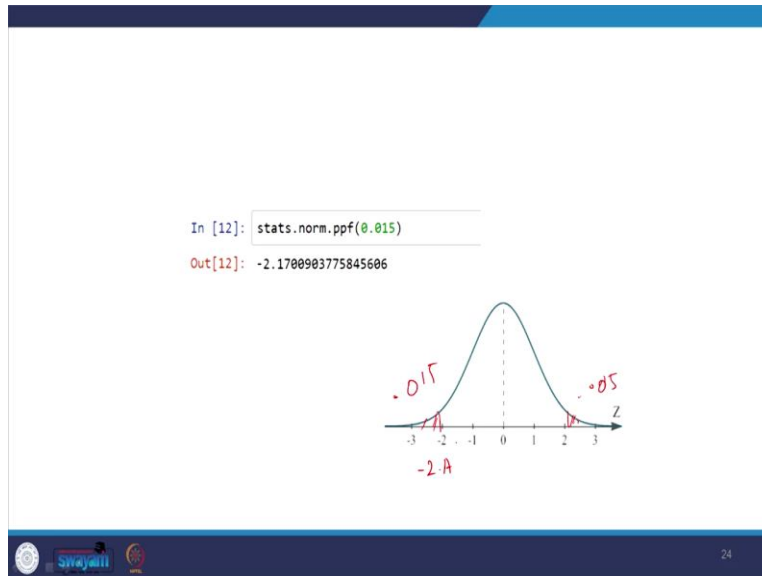 In [12]: stats.norm.ppf(0.015)
Out[12]: -2.1700903775845606
.015
.05
Z
-3 -2 -1 0 1 2 3
-2.A
swayam
24